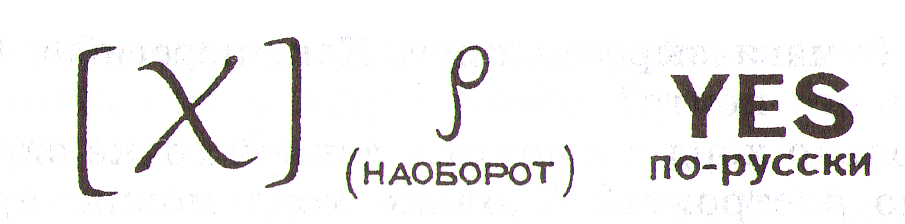 [χ] ρ YES
(НАОБОРОТ) по-русски